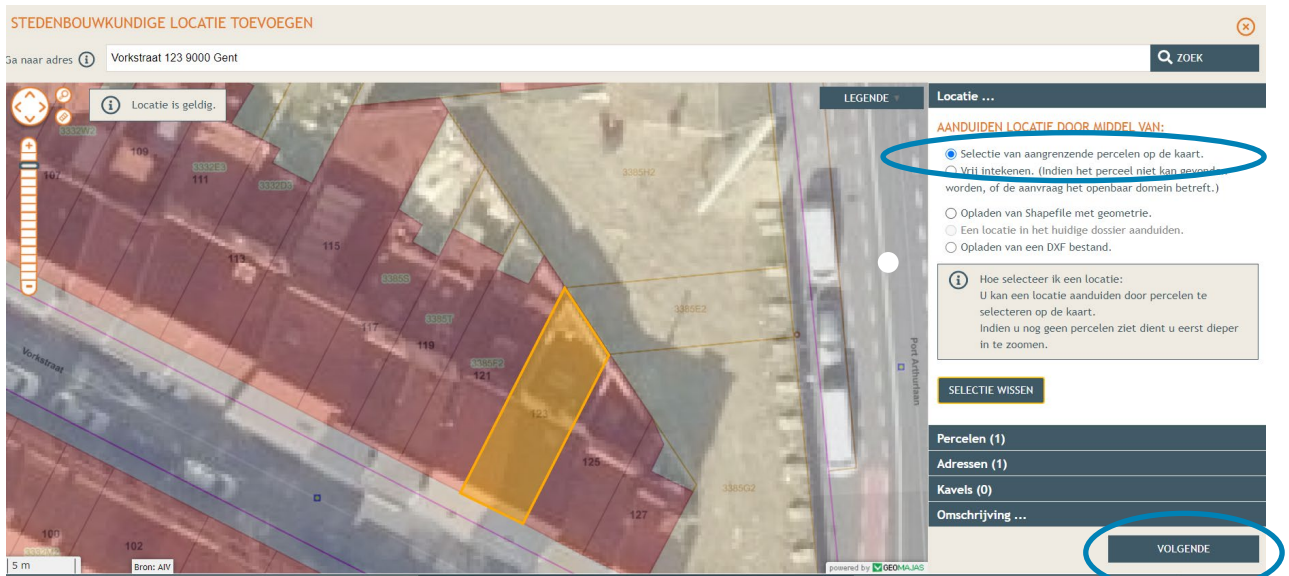 STEDENBOUWKUNDIGE LOCATIE TOEVOEGEN
Ga naar adres
Vorkstraat 123 9000 Gent
ZOEK
Locatie is geldig.
LEGENDE
3332W2
109
107
3332E3
111
113
115
3385S
117
3385T
119
3385F2
121
123
125
127
3385H2
3385E2
3385G2
Vorkstraat
Port Arthurlaan
100
102
5 m
Bron: AIV
powered by GEOMAJAS
Locatie ...
AANDUIDEN LOCATIE DOOR MIDDEL VAN:
Selectie van aangrenzende percelen op de kaart.
Vrij intekenen. (Indien het perceel niet kan gevonden
worden, of de aanvraag het openbaar domein betreft.)
Opladen van Shapefile met geometrie.
Een locatie in het huidige dossier aanduiden.
Opladen van een DXF bestand.
Hoe selecteer ik een locatie:
U kan een locatie aanduiden door percelen te
selecteren op de kaart.
Indien u nog geen percelen ziet dient u eerst dieper
in te zoomen.
SELECTIE WISSEN
Percelen (1)
Adressen (1)
Kavels (0)
Omschrijving ...
VOLGENDE